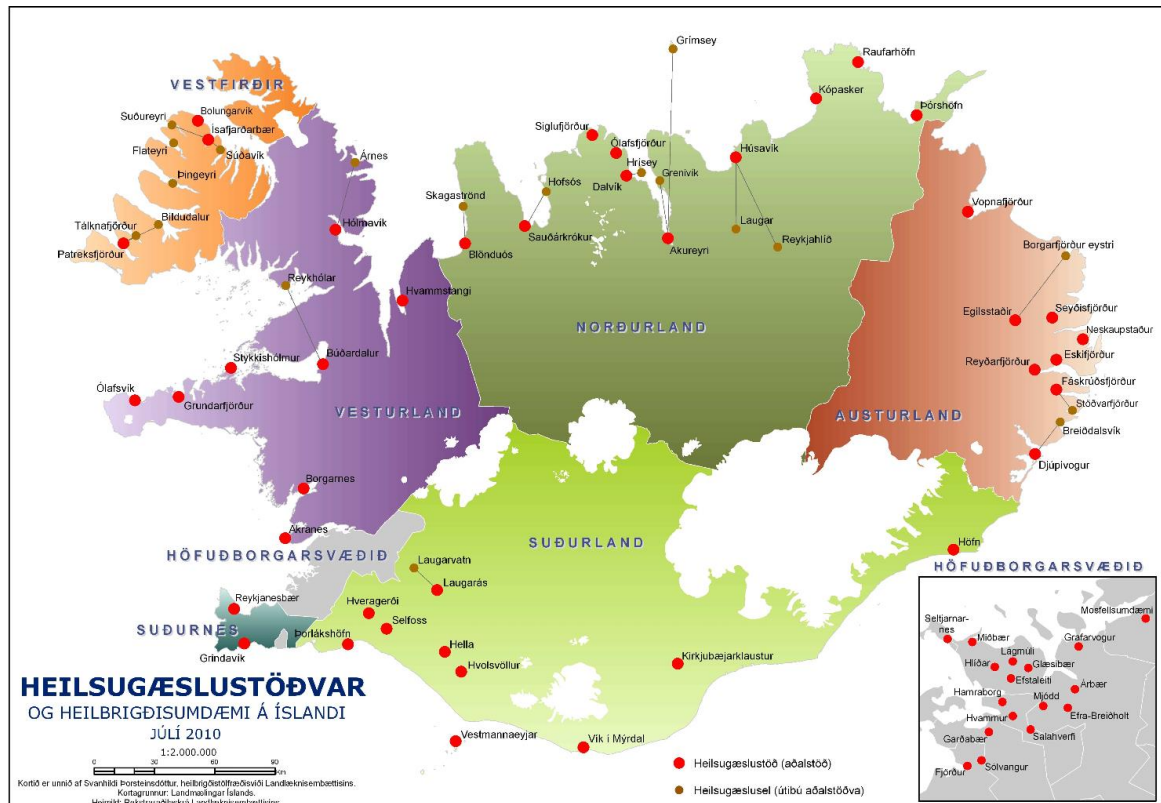 Grímsey
Raufarhöfn
VESTFIRÐIR
Kópasker
Bolungarvík
Suðureyri
Ísafjarðarbær
Þórshöfn
Siglufjörður
Flateyri
Súðavík
Ólafsfjörður
Húsavík
Árnes
Hrísey
Grenivík
Þingeyri
Dalvík
Hofsós
Skagaströnd
Bíldudalur
Tálknafjörður
Vopnafjörður
Hólmavík
Laugar
Sauðárkrókur
Reykjahlíð
Borgarfjörður eystri
Patreksfjörður
Blönduós
Akureyri
Reykhólar
Hvammstangi
Egilsstaðir
Seyðisfjörður
NORÐURLAND
Neskaupstaður
Stykkishólmur
Búðardalur
Reyðarfjörður
Eskifjörður
Ólafsvík
Fáskrúðsfjörður
Grundarfjörður
VESTURLAND
AUSTURLAND
Stöðvarfjörður
Breiðdalsvík
Djúpivogur
Borgarnes
Akranes
HÖFUÐBORGARSVÆÐIÐ
SUÐURLAND
Höfn
Laugarvatn
Laugarás
HÖFUÐBORGARSVÆÐIÐ
Reykjanesbær
Hveragerði
Selfoss
SUÐURNES
Þorlákshöfn
Grindavík
Hella
Hvolsvöllur
Kirkjubæjarklaustur
Vestmannaeyjar
Vík í Mýrdal
Mosfellsumdæmi
Seltjarnar-
nes
Miðbær
Grafarvogur
Lágmúli
Hlíðar
Glæsibær
Efstaleiti
Árbær
Hamraborg
Mjódd
Hvammur
Efra-Breiðholt
Garðabær
Salahverfi
Fjörður
Sólvangur
HEILSUGÆSLUSTÖÐVAR
OG HEILBRIGÐISUMDÆMI Á ÍSLANDI
JÚLÍ 2010
1:2.000.000
0 30 60 90
Km
Kortið er unnið af Svanhildi Þorsteinsdóttur, heilbrigðistölfræðisviði Landlæknisembættisins.
Kortagrunnur: Landmælingar Íslands.
Heimild: Rekstraraðilaskrá Landlæknisembættisins.
Heilsugæslustöð (aðalstöð)
Heilsugæslusel (útibú aðalstöðva)